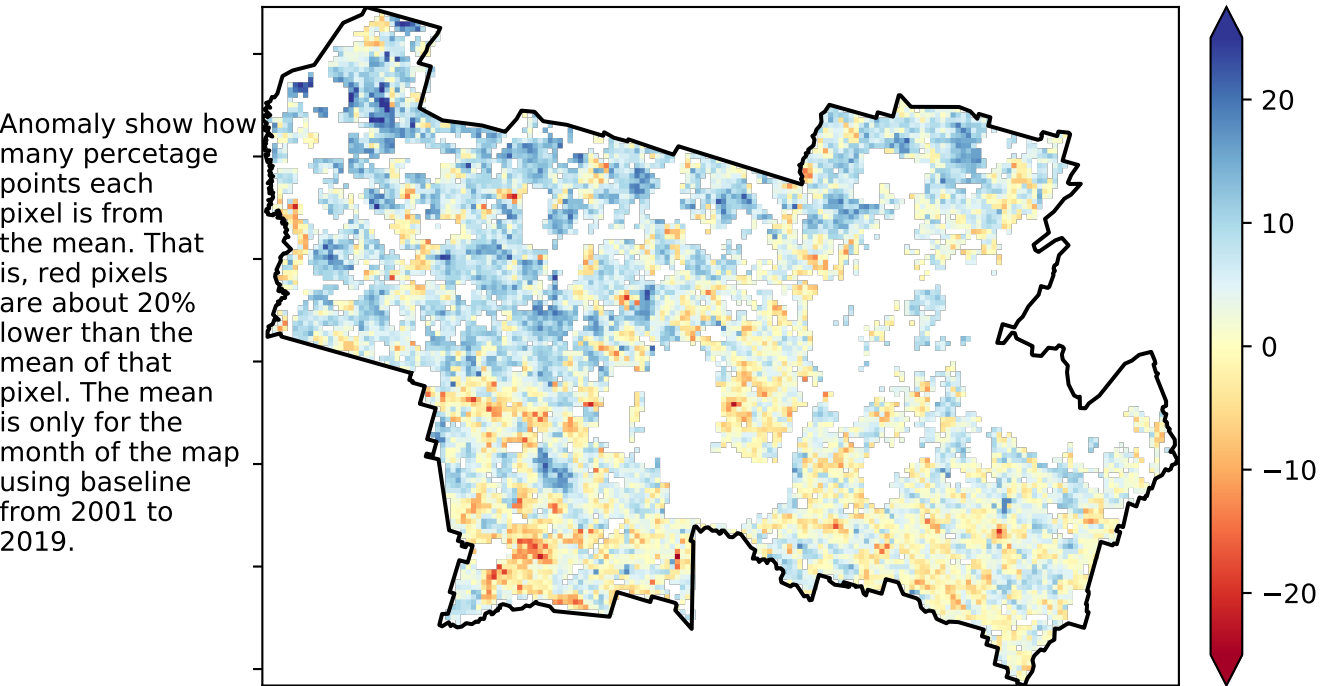 Anomaly show how
many percetage
points each
pixel is from
the mean. That
is, red pixels
are about 20%
lower than the
mean of that
pixel. The mean
is only for the
month of the map
using baseline
from 2001 to
2019.
20
10
0
−10
−20